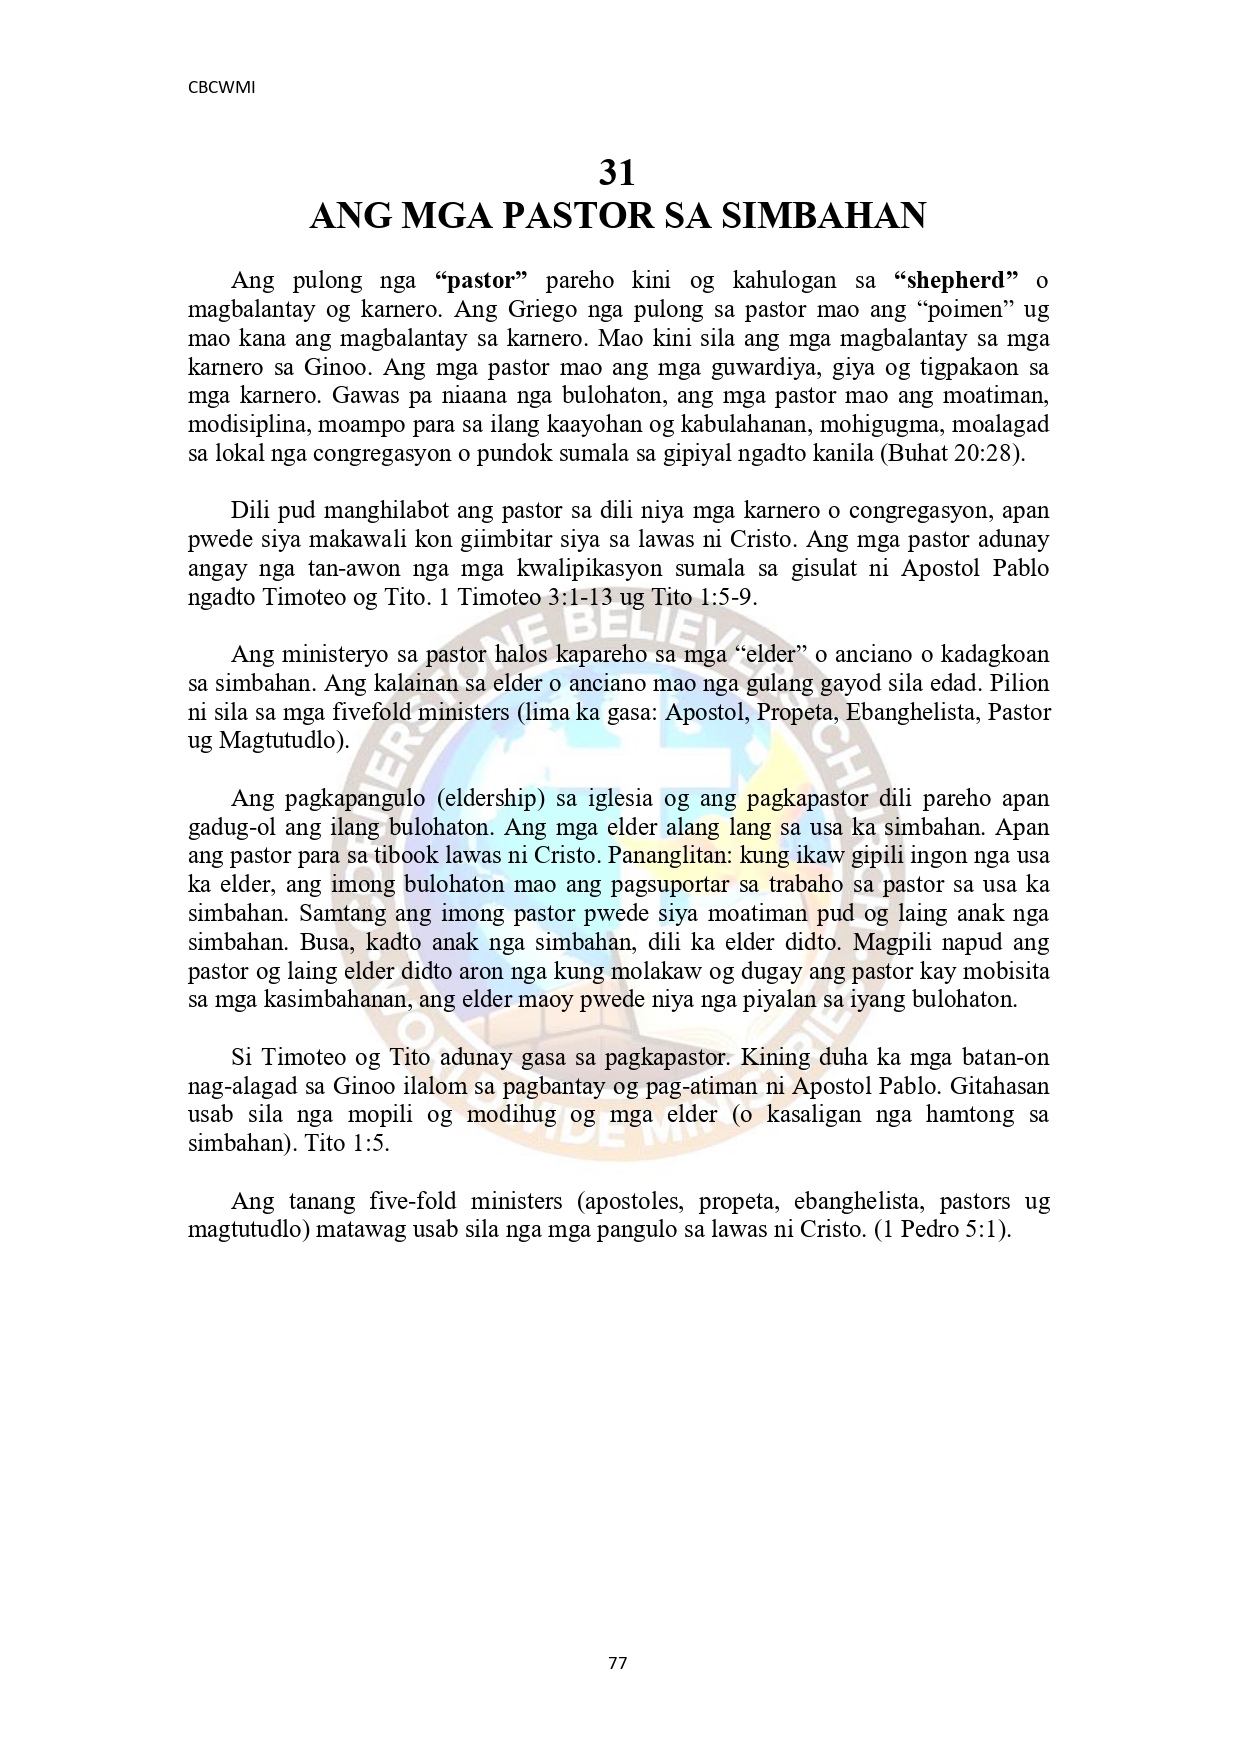 CBCWMI
31
ANG MGA PASTOR SA SIMBAHAN
Ang pulong nga “pastor” pareho kini og kahulogan sa “shepherd” o
magbalantay og karnero. Ang Griego nga pulong sa pastor mao ang “poimen” ug
mao kana ang magbalantay sa karnero. Mao kini sila ang mga magbalantay sa mga
karnero sa Ginoo. Ang mga pastor mao ang mga guwardiya, giya og tigpakaon sa
mga karnero. Gawas pa niaana nga bulohaton, ang mga pastor mao ang moatiman,
modisiplina, moampo para sa ilang kaayohan og kabulahanan, mohigugma, moalagad
sa lokal nga congregasyon o pundok sumala sa gipiyal ngadto kanila (Buhat 20:28).
Dili pud manghilabot ang pastor sa dili niya mga karnero o congregasyon, apan
pwede siya makawali kon giimbitar siya sa lawas ni Cristo. Ang mga pastor adunay
angay nga tan-awon nga mga kwalipikasyon sumala sa gisulat ni Apostol Pablo
ngadto Timoteo og Tito. 1 Timoteo 3:1-13 ug Tito 1:5-9.
Ang ministeryo sa pastor halos kapareho sa mga “elder” o anciano o kadagkoan
sa simbahan. Ang kalainan sa elder o anciano mao nga gulang gayod sila edad. Pilion
ni sila sa mga fivefold ministers (lima ka gasa: Apostol, Propeta, Ebanghelista, Pastor
ug Magtutudlo).
Ang pagkapangulo (eldership) sa iglesia og ang pagkapastor dili pareho apan
gadug-ol ang ilang bulohaton. Ang mga elder alang lang sa usa ka simbahan. Apan
ang pastor para sa tibook lawas ni Cristo. Pananglitan: kung ikaw gipili ingon nga usa
ka elder, ang imong bulohaton mao ang pagsuportar sa trabaho sa pastor sa usa ka
simbahan. Samtang ang imong pastor pwede siya moatiman pud og laing anak nga
simbahan. Busa, kadto anak nga simbahan, dili ka elder didto. Magpili napud ang
pastor og laing elder didto aron nga kung molakaw og dugay ang pastor kay mobisita
sa mga kasimbahanan, ang elder maoy pwede niya nga piyalan sa iyang bulohaton.
Si Timoteo og Tito adunay gasa sa pagkapastor. Kining duha ka mga batan-on
nag-alagad sa Ginoo ilalom sa pagbantay og pag-atiman ni Apostol Pablo. Gitahasan
usab sila nga mopili og modihug og mga elder (o kasaligan nga hamtong sa
simbahan). Tito 1:5.
Ang tanang five-fold ministers (apostoles, propeta, ebanghelista, pastors ug
magtutudlo) matawag usab sila nga mga pangulo sa lawas ni Cristo. (1 Pedro 5:1).
CORNERSTONE BELIEVERS CHURCH
WORLDWIDE MINISTRIES
77